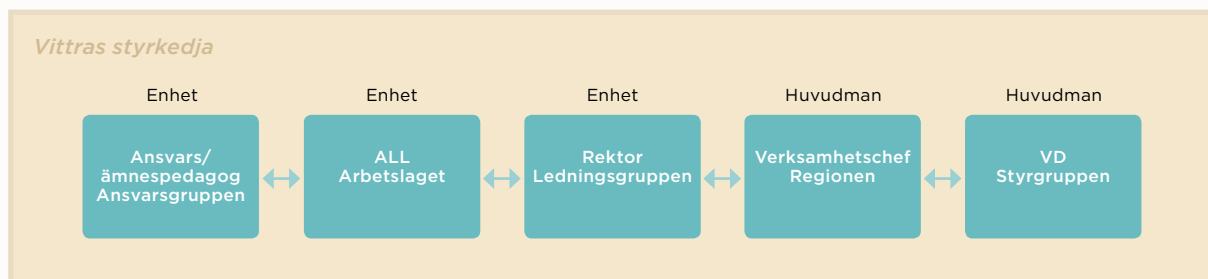 Vittras styrkedja
Enhet
Ansvars/
ämnespedagog
Ansvarsgruppen
Enhet
ALL
Arbetslaget
Enhet
Rektor
Ledningsgruppen
Huvudman
Verksamhetschef
Regionen
Huvudman
VD
Styrgruppen